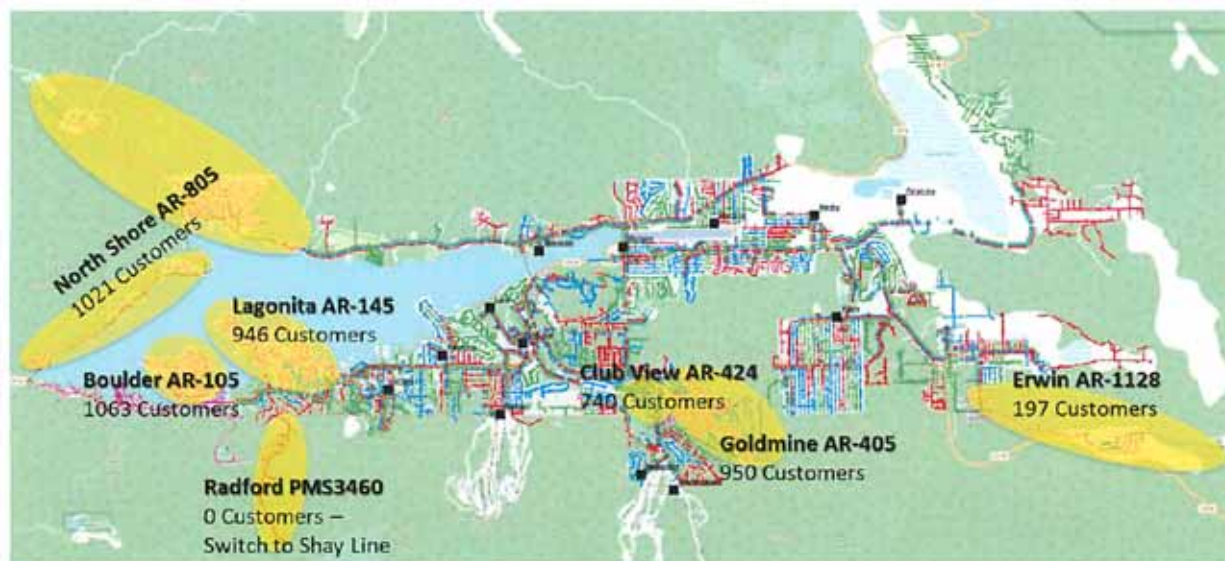 North Shore AR-805
1021 Customers
Lagonita AR-145
946 Customers
Boulder AR-105
1063 Customers
Club View AR-424
740 Customers
Erwin AR-1128
197 Customers
Goldmine AR-405
950 Customers
Radford PMS3460
0 Customers –
Switch to Shay Line